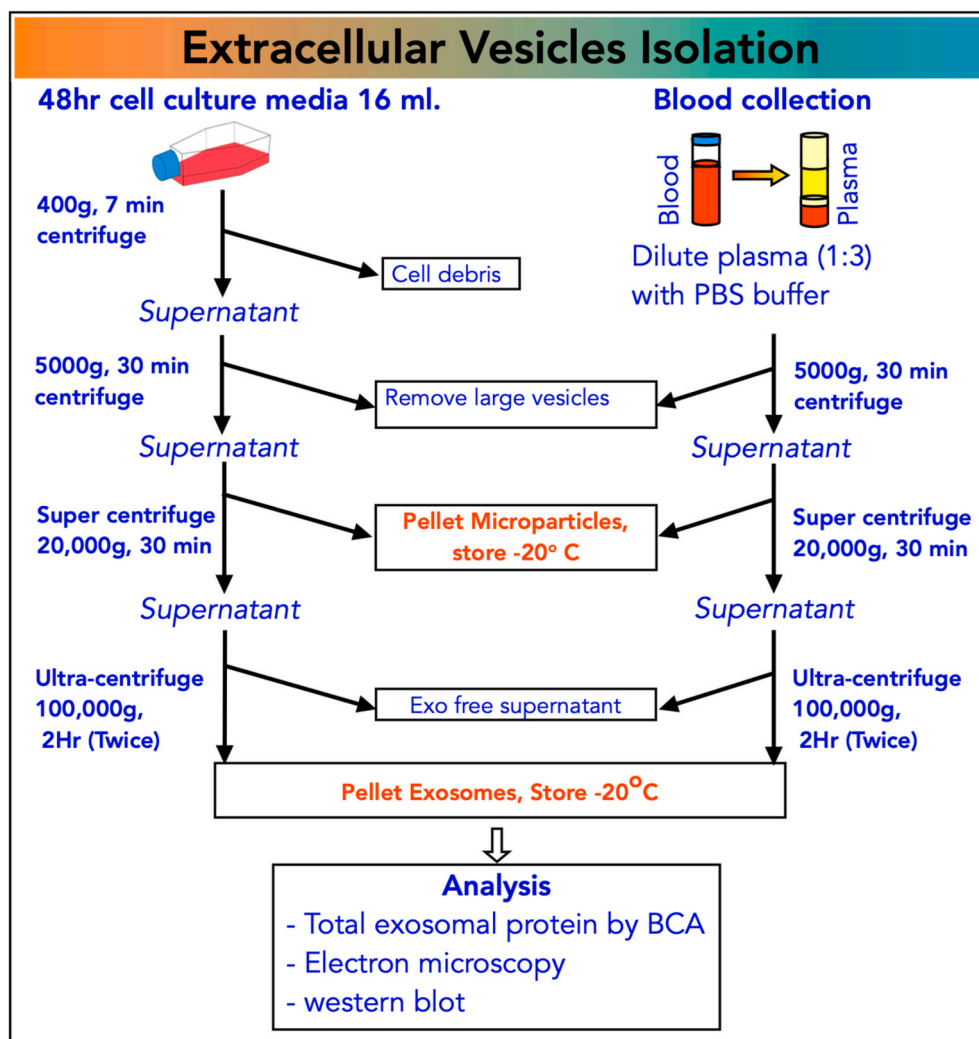 Extracellular Vesicles Isolation
48hr cell culture media 16 ml.
400g, 7 min
centrifuge
Cell debris
Supernatant
5000g, 30 min
centrifuge
Supernatant
Super centrifuge
20,000g, 30 min
Supernatant
Ultra-centrifuge
100,000g,
2Hr (Twice)
Blood collection
Blood
Plasma
Dilute plasma (1:3)
with PBS buffer
5000g, 30 min
centrifuge
Supernatant
Super centrifuge
20,000g, 30 min
Supernatant
Ultra-centrifuge
100,000g,
2Hr (Twice)
Remove large vesicles
Pellet Microparticles,
store -20° C
Exo free supernatant
Pellet Exosomes, Store -20°C
Analysis
- Total exosomal protein by BCA
- Electron microscopy
- western blot